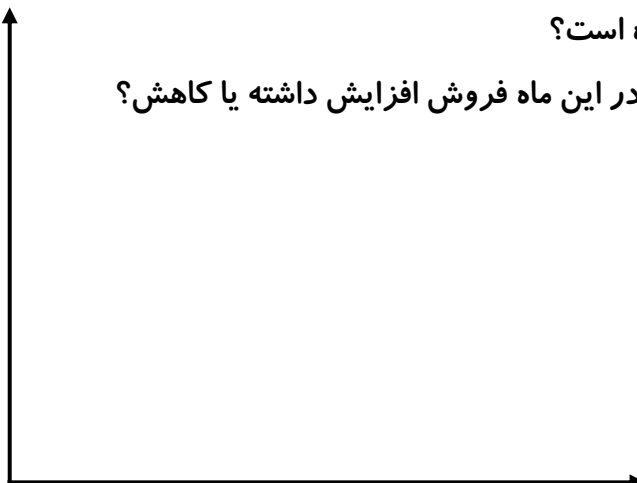 است؟
در این ماه فروش افزایش داشته یا کاهش؟